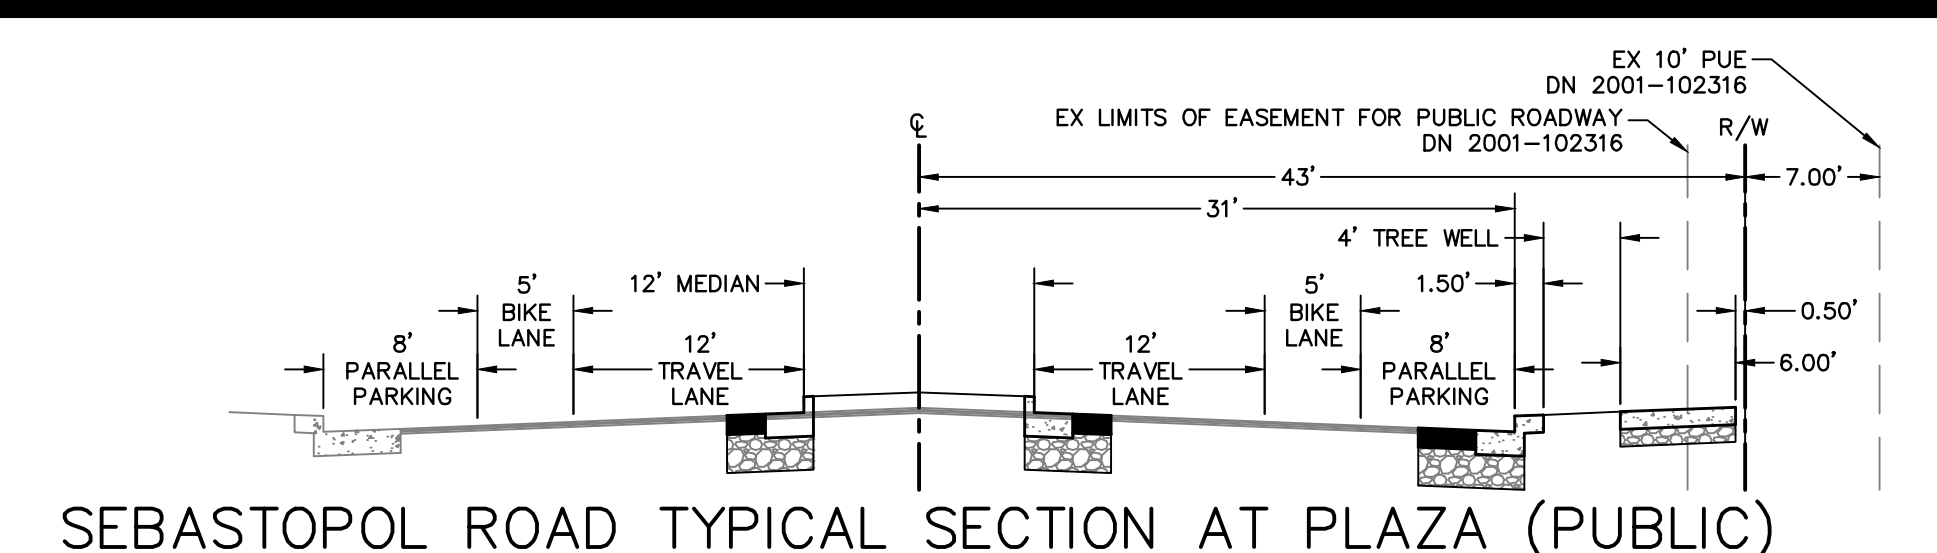 EX 10' PUE
DN 2001-102316
EX LIMITS OF EASEMENT FOR PUBLIC ROADWAY
DN 2001-102316
℄
R/W
43'
7.00'
31'
4' TREE WELL
5'
BIKE
LANE
12' MEDIAN
5'
BIKE
LANE
1.50'
0.50'
8'
PARALLEL
PARKING
12'
TRAVEL
LANE
12'
TRAVEL
LANE
8'
PARALLEL
PARKING
6.00'
SEBASTOPOL ROAD TYPICAL SECTION AT PLAZA (PUBLIC)